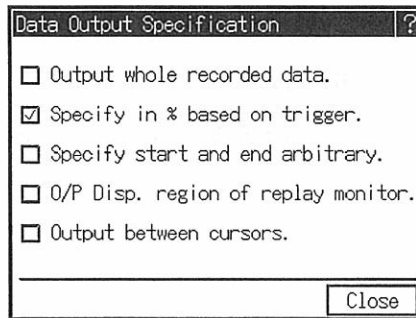 Data Output Specification ?
Output whole recorded data.
Specify in % based on trigger.
Specify start and end arbitrary.
O/P Disp. region of replay monitor.
Output between cursors.
Close